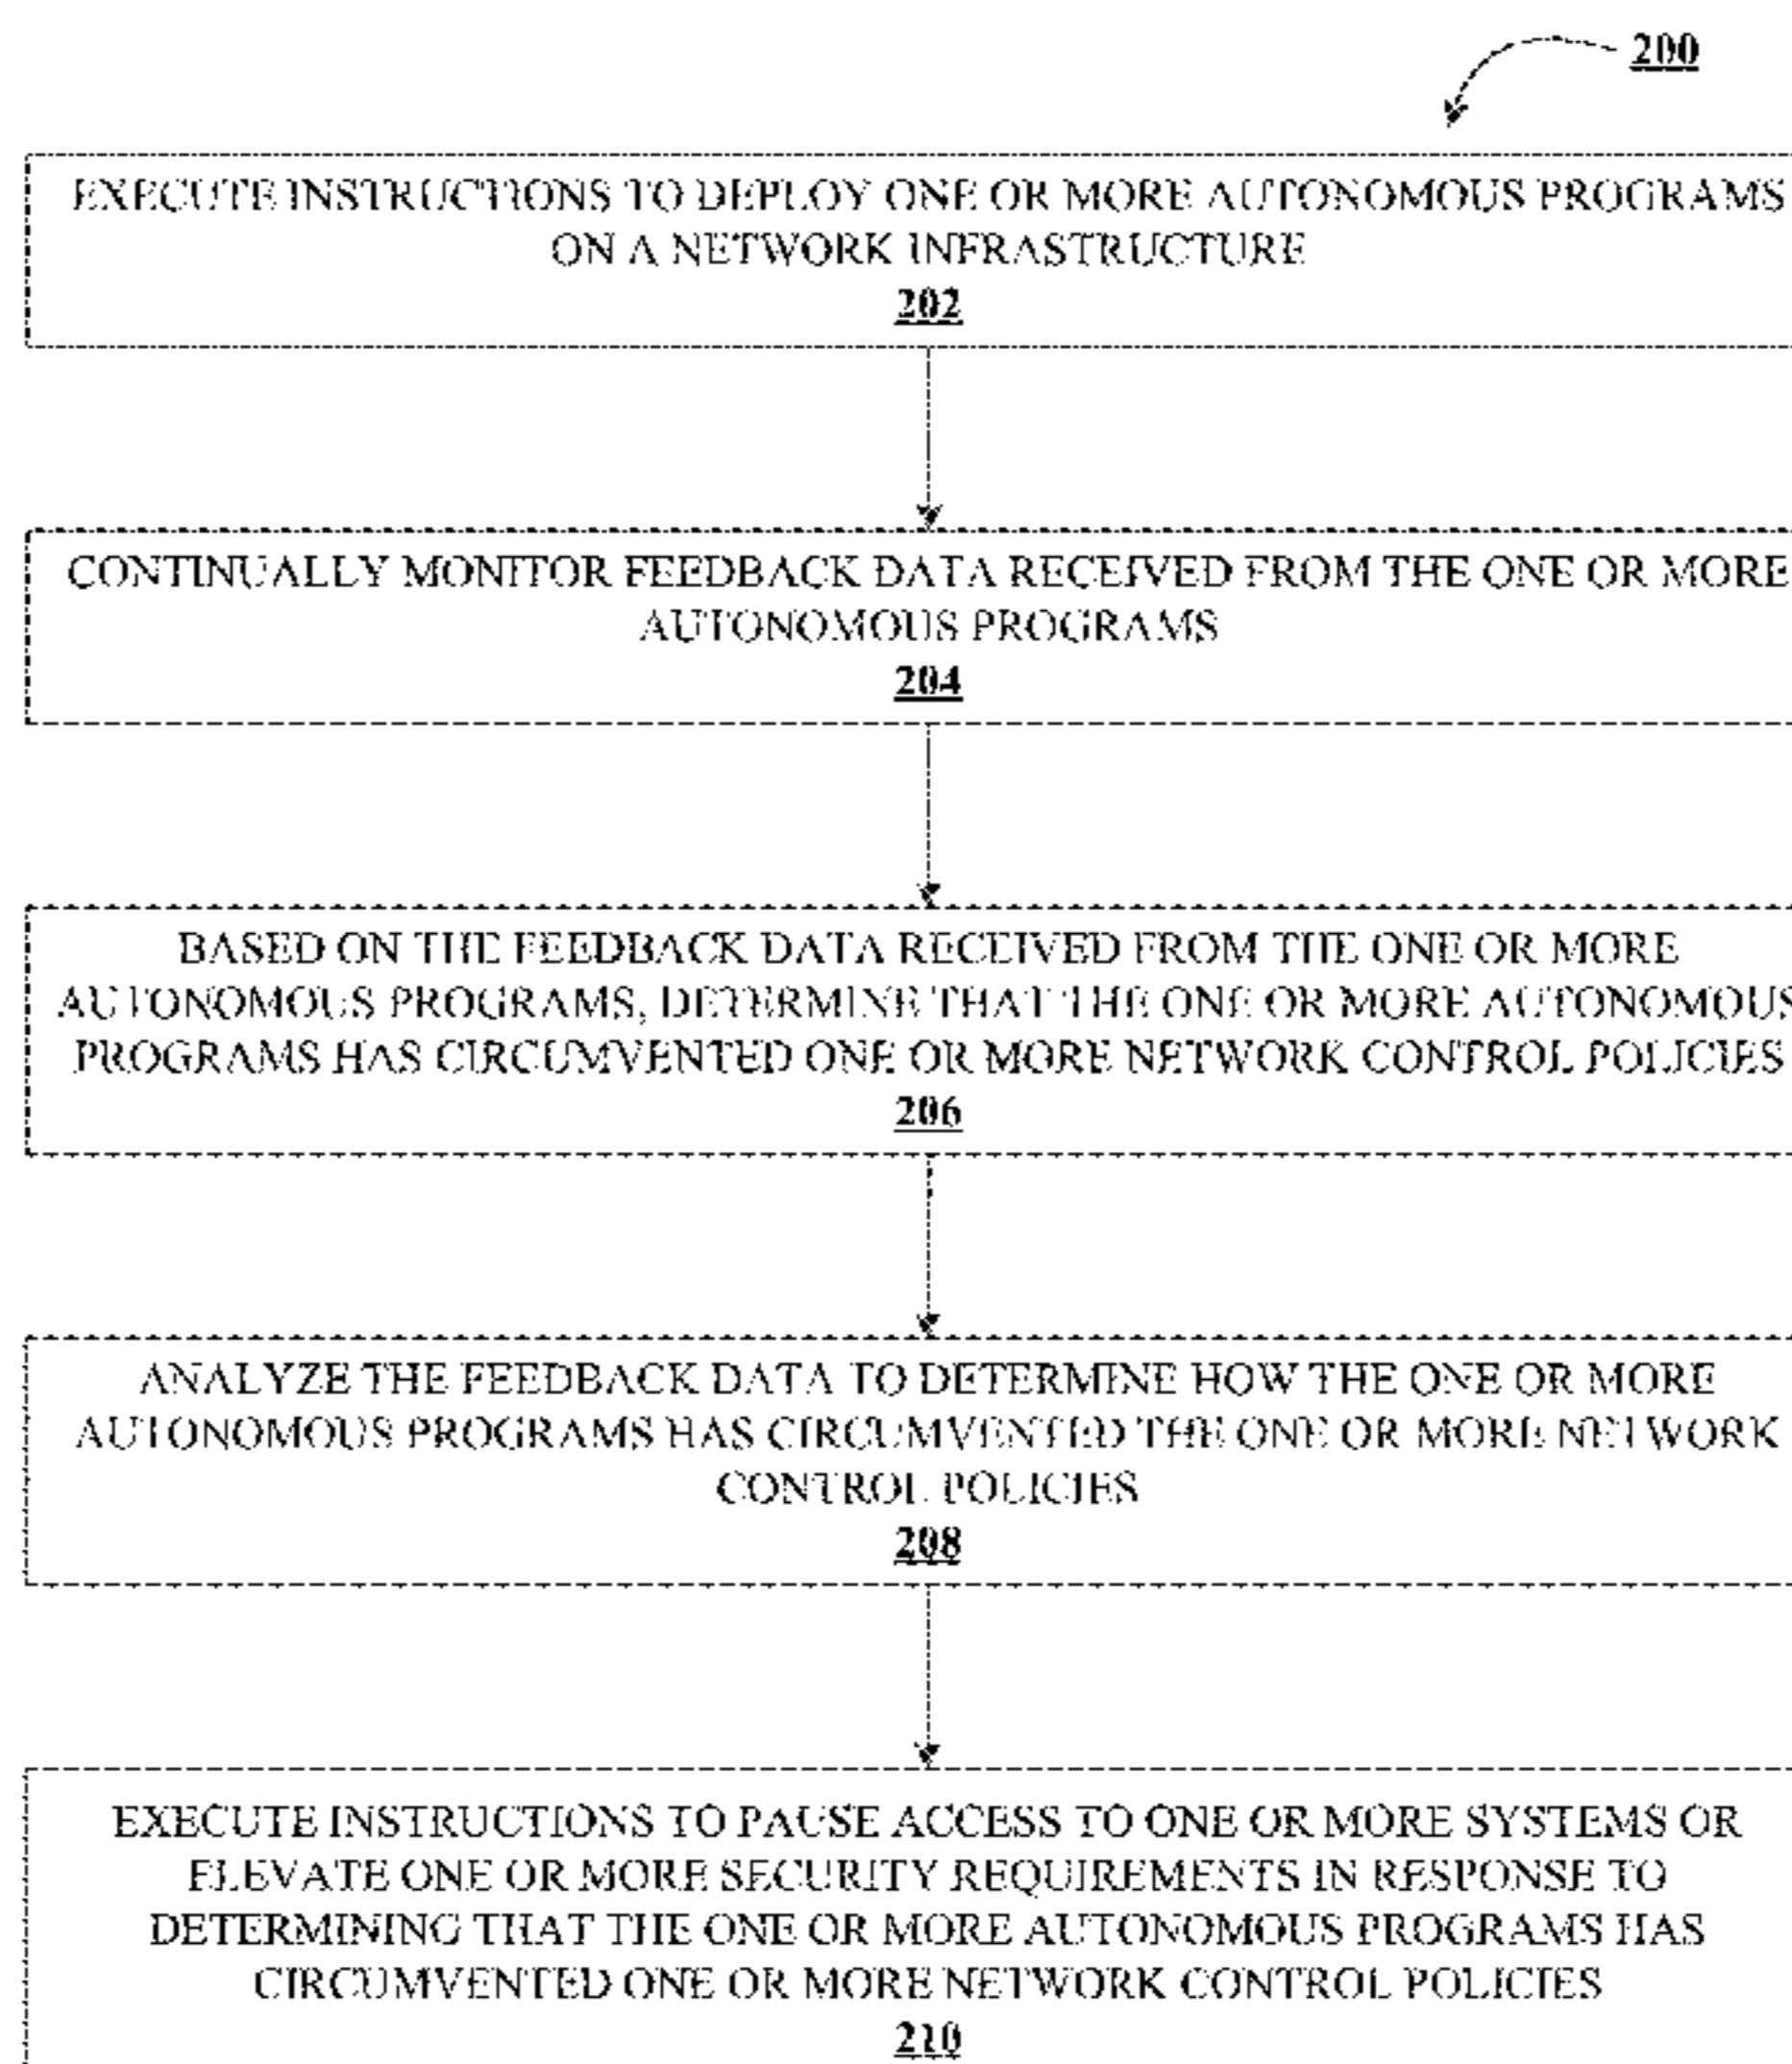 200
EXECUTE INSTRUCTIONS TO DEPLOY ONE OR MORE AUTONOMOUS PROGRAMS
ON A NETWORK INFRASTRUCTURE
202
CONTINUALLY MONITOR FEEDBACK DATA RECEIVED FROM THE ONE OR MORE
AUTONOMOUS PROGRAMS
204
BASED ON THE FEEDBACK DATA RECEIVED FROM THE ONE OR MORE
AUTONOMOUS PROGRAMS, DETERMINE THAT THE ONE OR MORE AUTONOMOUS
PROGRAMS HAS CIRCUMVENTED ONE OR MORE NETWORK CONTROL POLICIES
206
ANALYZE THE FEEDBACK DATA TO DETERMINE HOW THE ONE OR MORE
AUTONOMOUS PROGRAMS HAS CIRCUMVENTED THE ONE OR MORE NETWORK
CONTROL POLICIES
208
EXECUTE INSTRUCTIONS TO PAUSE ACCESS TO ONE OR MORE SYSTEMS OR
ELEVATE ONE OR MORE SECURITY REQUIREMENTS IN RESPONSE TO
DETERMINING THAT THE ONE OR MORE AUTONOMOUS PROGRAMS HAS
CIRCUMVENTED ONE OR MORE NETWORK CONTROL POLICIES
210